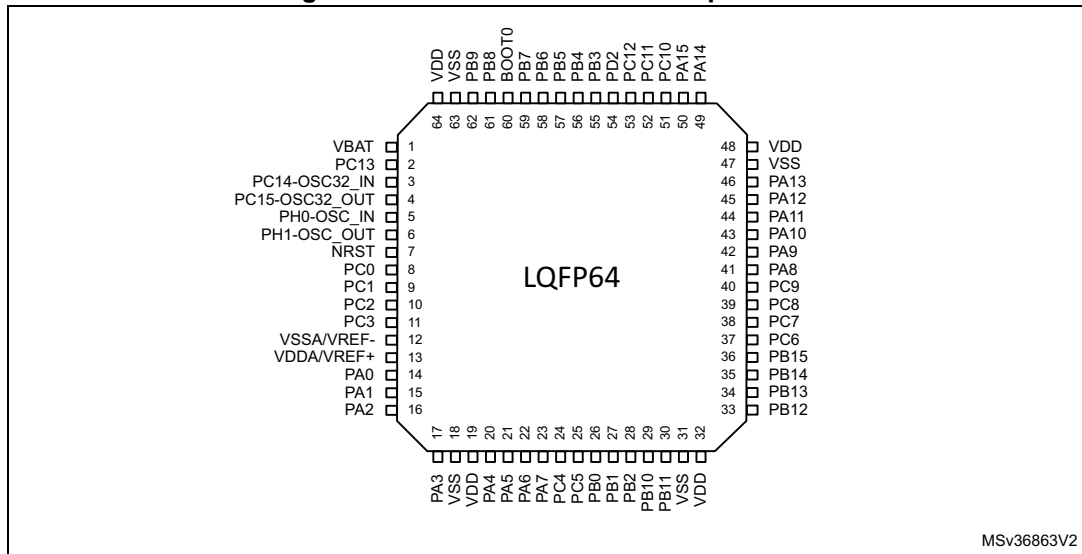 VDD
VSS
PB9
PB8
BOOT0
PB7
PB6
PB5
PB4
PB3
PD2
PC12
PC11
PC10
PA15
PA14
64 63 62 61 60 59 58 57 56 55 54 53 52 51 50 49
VBAT 1 48 VDD
PC13 2 47 VSS
PC14-OSC32_IN 3 46 PA13
PC15-OSC32_OUT 4 45 PA12
PH0-OSC_IN 5 44 PA11
PH1-OSC_OUT 6 43 PA10
NRST 7 42 PA9
PC0 8 41 PA8
LQFP64
PC1 9 40 PC9
PC2 10 39 PC8
PC3 11 38 PC7
VSSA/VREF- 12 37 PC6
VDDA/VREF+ 13 36 PB15
PA0 14 35 PB14
PA1 15 34 PB13
PA2 16 33 PB12
17 18 19 20 21 22 23 24 25 26 27 28 29 30 31 32
PA3
VSS
VDD
PA4
PA5
PA6
PA7
PC4
PC5
PB0
PB1
PB2
PB10
PB11
VSS
VDD
MSv36863V2